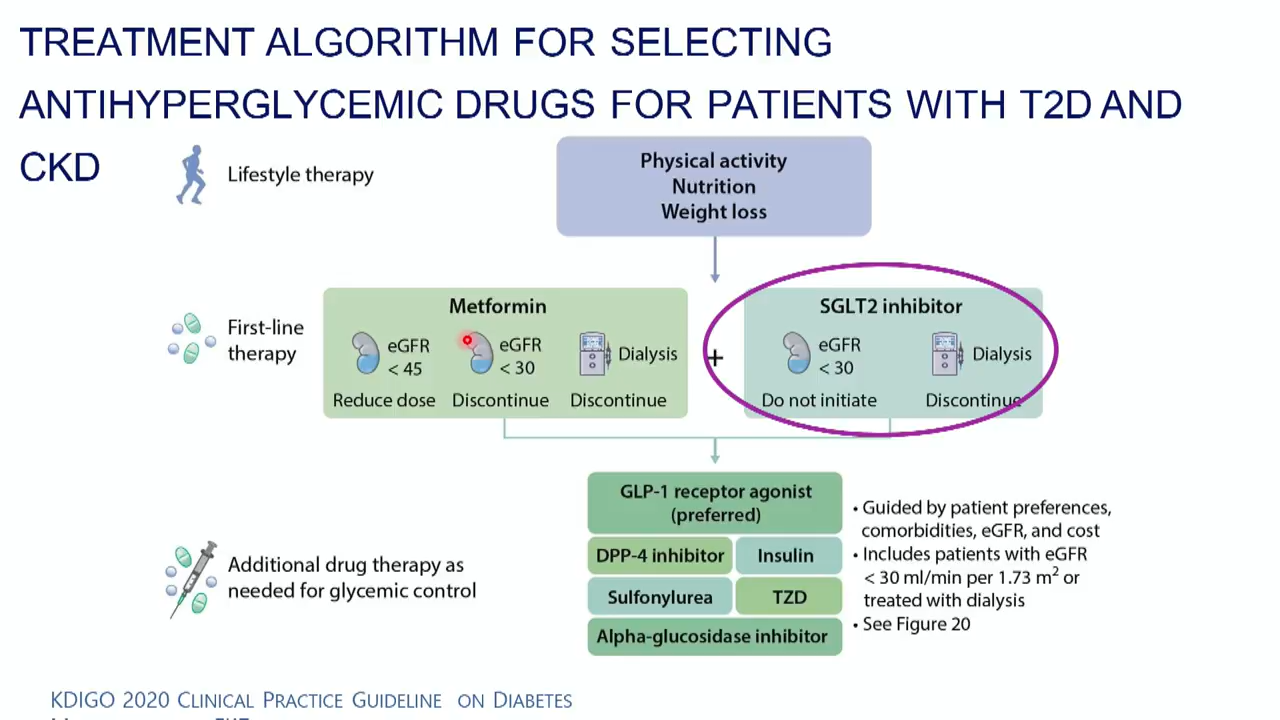 TREATMENT ALGORITHM FOR SELECTING
ANTIHYPERGLYCEMIC DRUGS FOR PATIENTS WITH T2D AND
CKD
Lifestyle therapy
Physical activity
Nutrition
Weight loss
First-line
therapy
Metformin
eGFR
< 45
Reduce dose
eGFR
< 30
Discontinue
Dialysis
Discontinue
+
SGLT2 inhibitor
eGFR
< 30
Do not initiate
Dialysis
Discontinue
Additional drug therapy as
needed for glycemic control
GLP-1 receptor agonist
(preferred)
DPP-4 inhibitor
Insulin
Sulfonylurea
TZD
Alpha-glucosidase inhibitor
• Guided by patient preferences,
comorbidities, eGFR, and cost
• Includes patients with eGFR
< 30 ml/min per 1.73 m² or
treated with dialysis
• See Figure 20
KDIGO 2020 CLINICAL PRACTICE GUIDELINE ON DIABETES